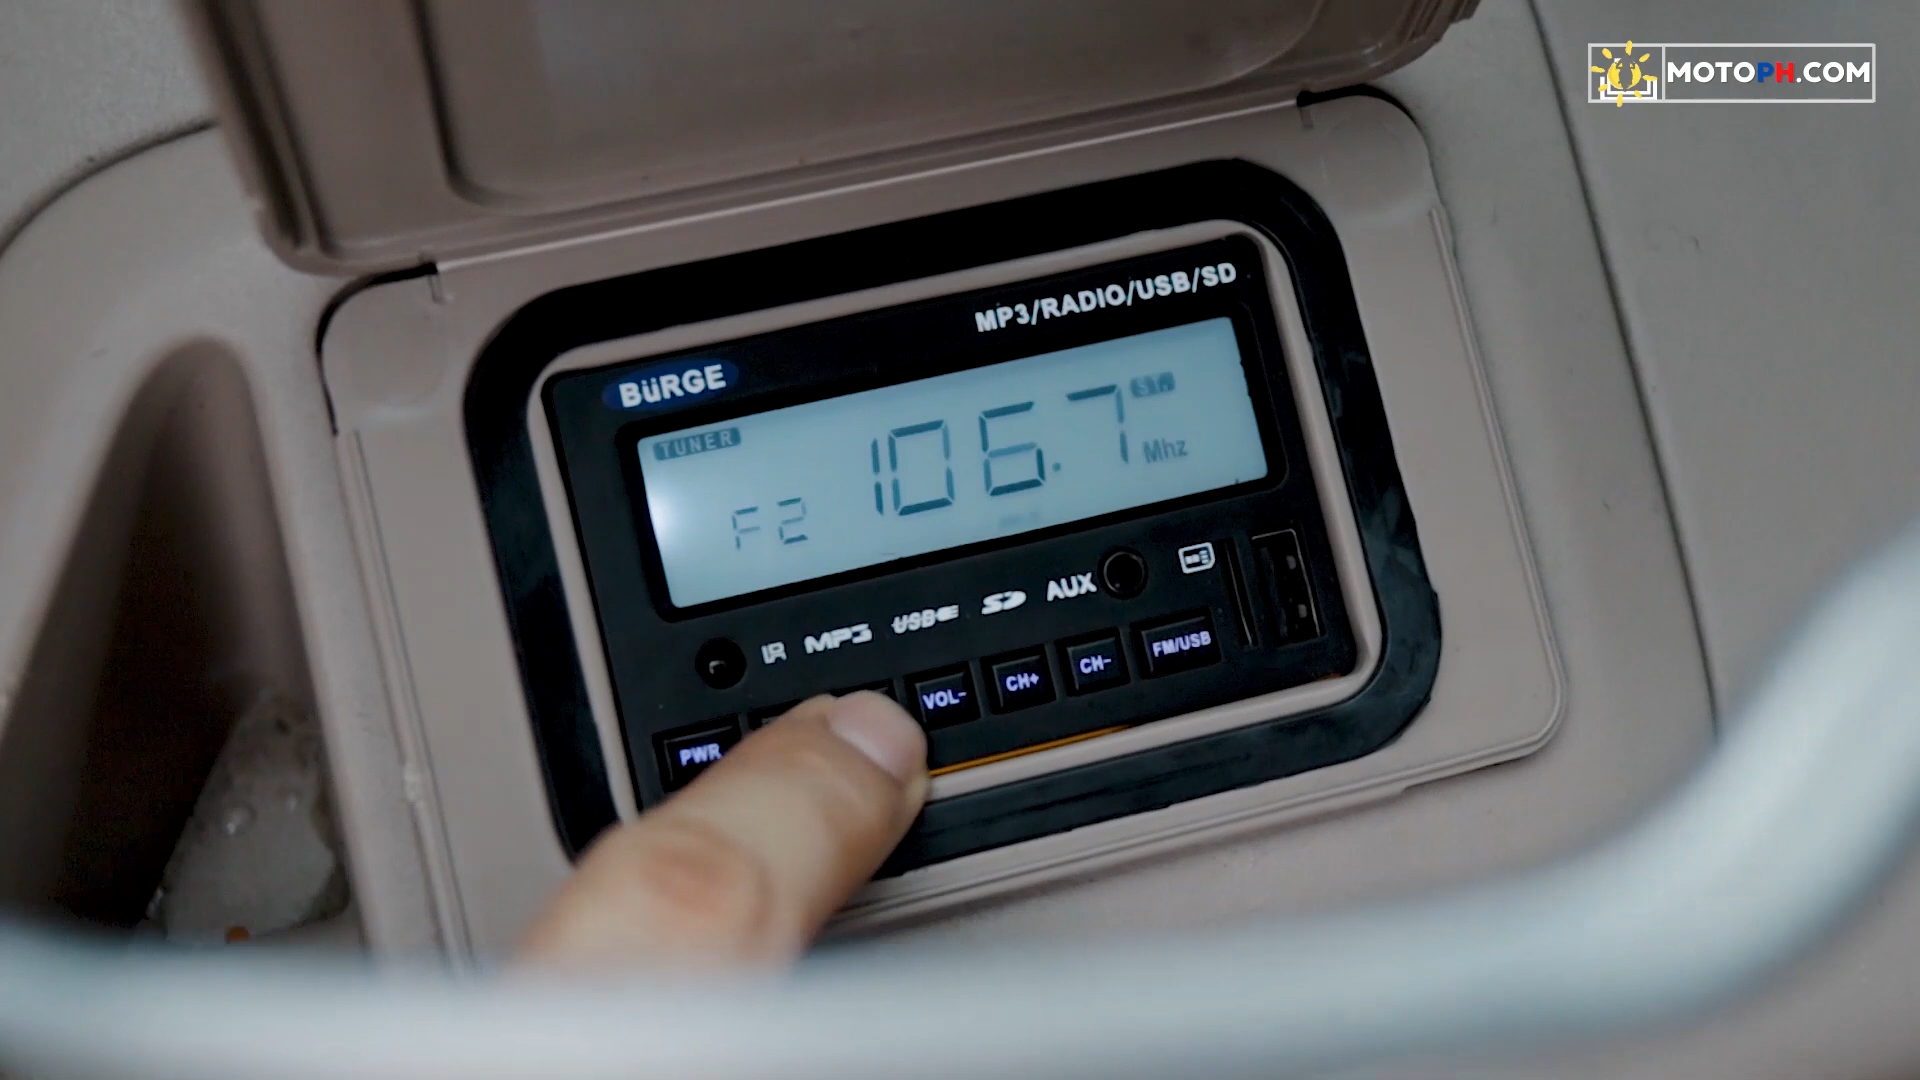 MOTOPH.COM
MP3/RADIO/USB/SD
BüRGE
TUNER
F2 106.7 Mhz
IR MP3 USB SD AUX
PWR VOL- CH+ CH- FM/USB